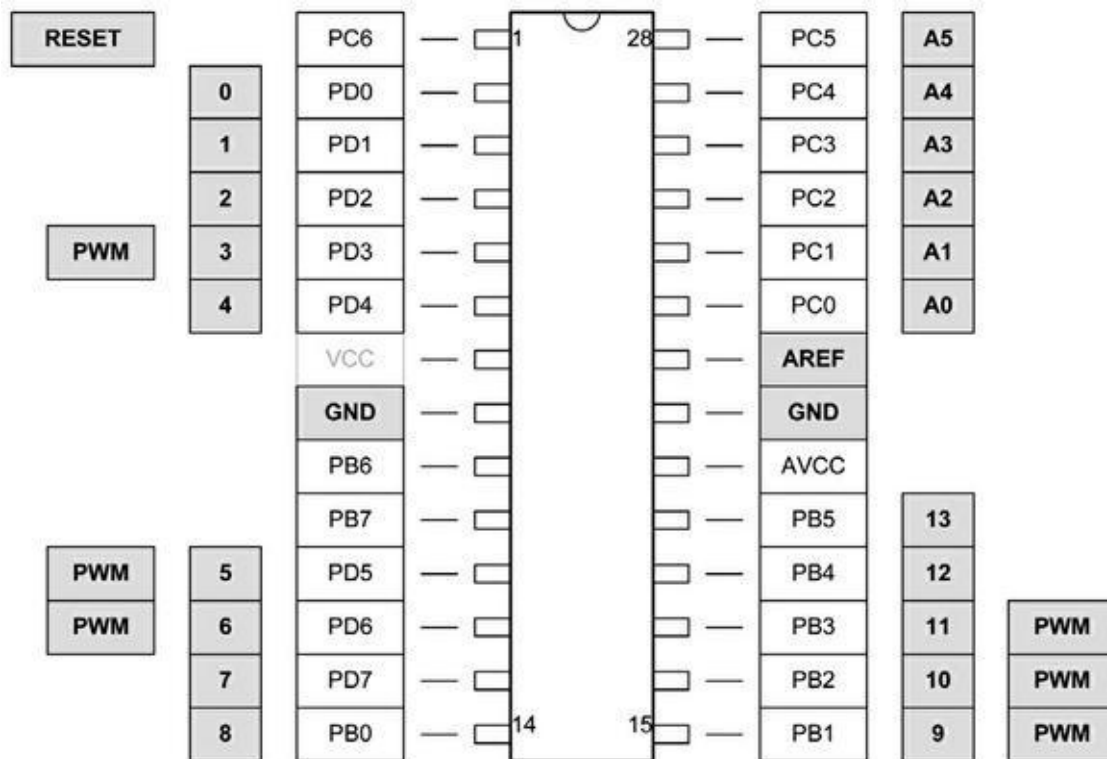 RESET PC6 1 28 PC5 A5
0 PD0 PC4 A4
1 PD1 PC3 A3
2 PD2 PC2 A2
PWM 3 PD3 PC1 A1
4 PD4 PC0 A0
VCC AREF
GND GND
PB6 AVCC
PB7 PB5 13
PWM 5 PD5 PB4 12
PWM 6 PD6 PB3 11 PWM
7 PD7 PB2 10 PWM
8 PB0 14 15 PB1 9 PWM